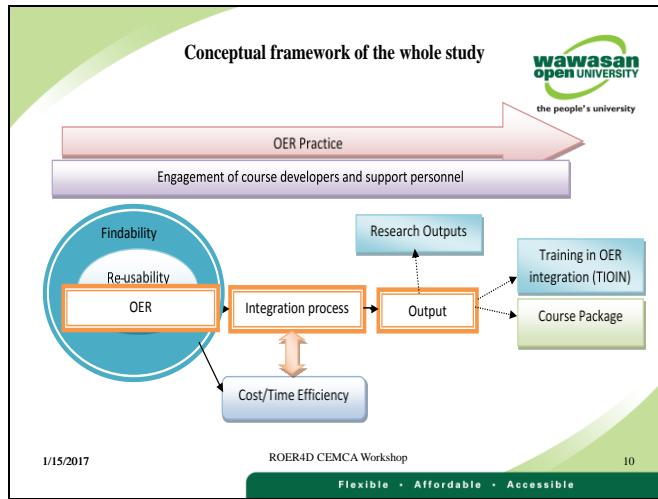 Conceptual framework of the whole study
wawasan
open UNIVERSITY
the people's university
OER Practice
Engagement of course developers and support personnel
Findability
Re-usability
OER
Integration process
Output
Research Outputs
Training in OER
integration (TIOIN)
Course Package
Cost/Time Efficiency
1/15/2017
ROER4D CEMCA Workshop
10
Flexible • Affordable • Accessible